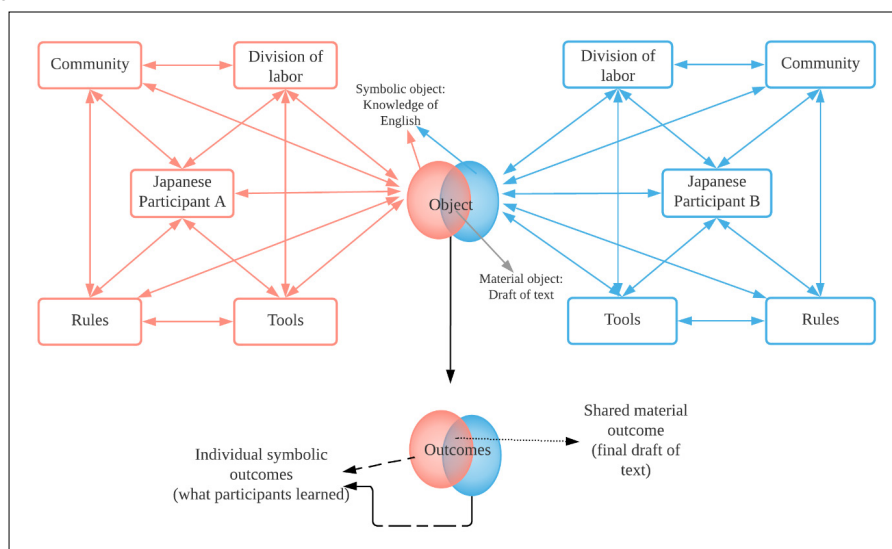 Community
Division of
labor
Symbolic object:
Knowledge of
English
Division of
labor
Community
Japanese
Participant A
Object
Japanese
Participant B
Material object:
Draft of text
Rules
Tools
Tools
Rules
Outcomes
Shared material
outcome
(final draft of
text)
Individual symbolic
outcomes
(what participants learned)